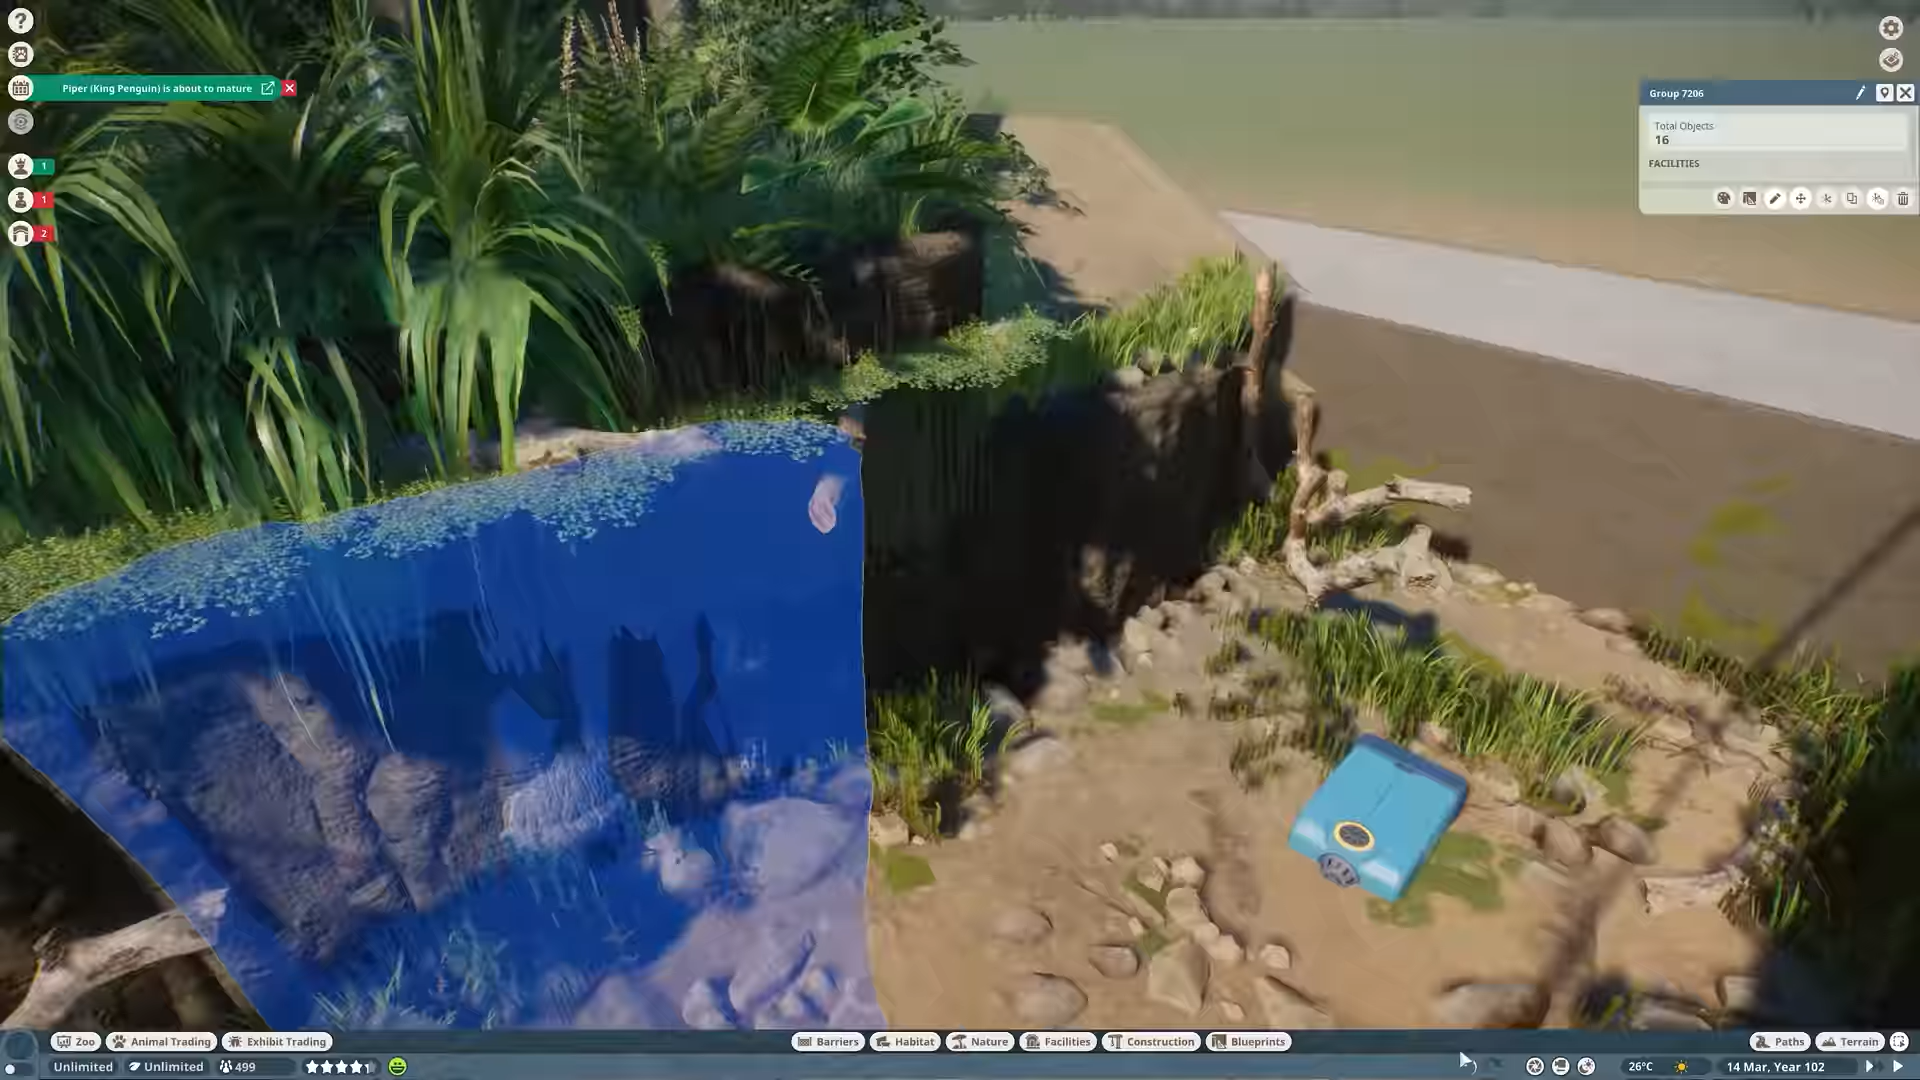 Piper (King Penguin) is about to mature
1
1
2
Group 7206
Total Objects
16
FACILITIES
Zoo
Animal Trading
Exhibit Trading
Barriers
Habitat
Nature
Facilities
Construction
Blueprints
Paths
Terrain
Unlimited
Unlimited
499
26°C
14 Mar, Year 102